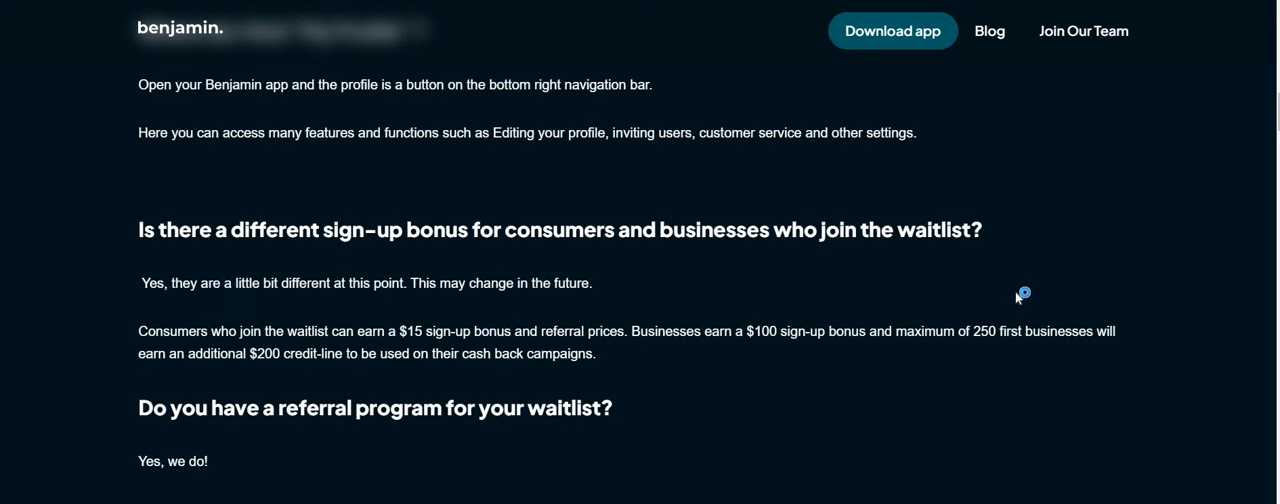 benjamin.
Download app
Blog
Join Our Team
Open your Benjamin app and the profile is a button on the bottom right navigation bar.
Here you can access many features and functions such as Editing your profile, inviting users, customer service and other settings.
Is there a different sign-up bonus for consumers and businesses who join the waitlist?
Yes, they are a little bit different at this point. This may change in the future.
Consumers who join the waitlist can earn a $15 sign-up bonus and referral prices. Businesses earn a $100 sign-up bonus and maximum of 250 first businesses will
earn an additional $200 credit-line to be used on their cash back campaigns.
Do you have a referral program for your waitlist?
Yes, we do!